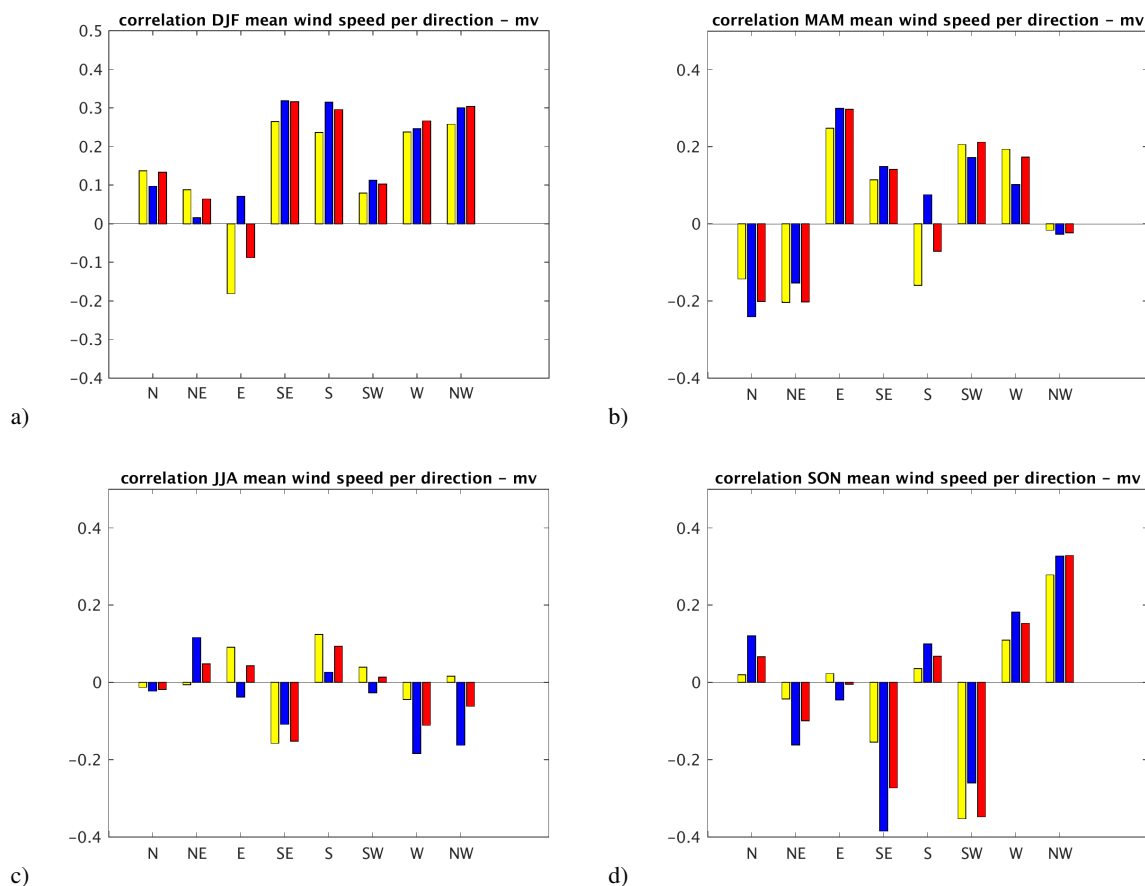 correlation DJF mean wind speed per direction – mv
0.5
0.4
0.3
0.2
0.1
0
−0.1
−0.2
−0.3
−0.4
N NE E SE S SW W NW
a)
correlation MAM mean wind speed per direction – mv
0.4
0.2
0
−0.2
−0.4
N NE E SE S SW W NW
b)
correlation JJA mean wind speed per direction – mv
0.4
0.2
0
−0.2
−0.4
N NE E SE S SW W NW
c)
correlation SON mean wind speed per direction – mv
0.4
0.2
0
−0.2
−0.4
N NE E SE S SW W NW
d)